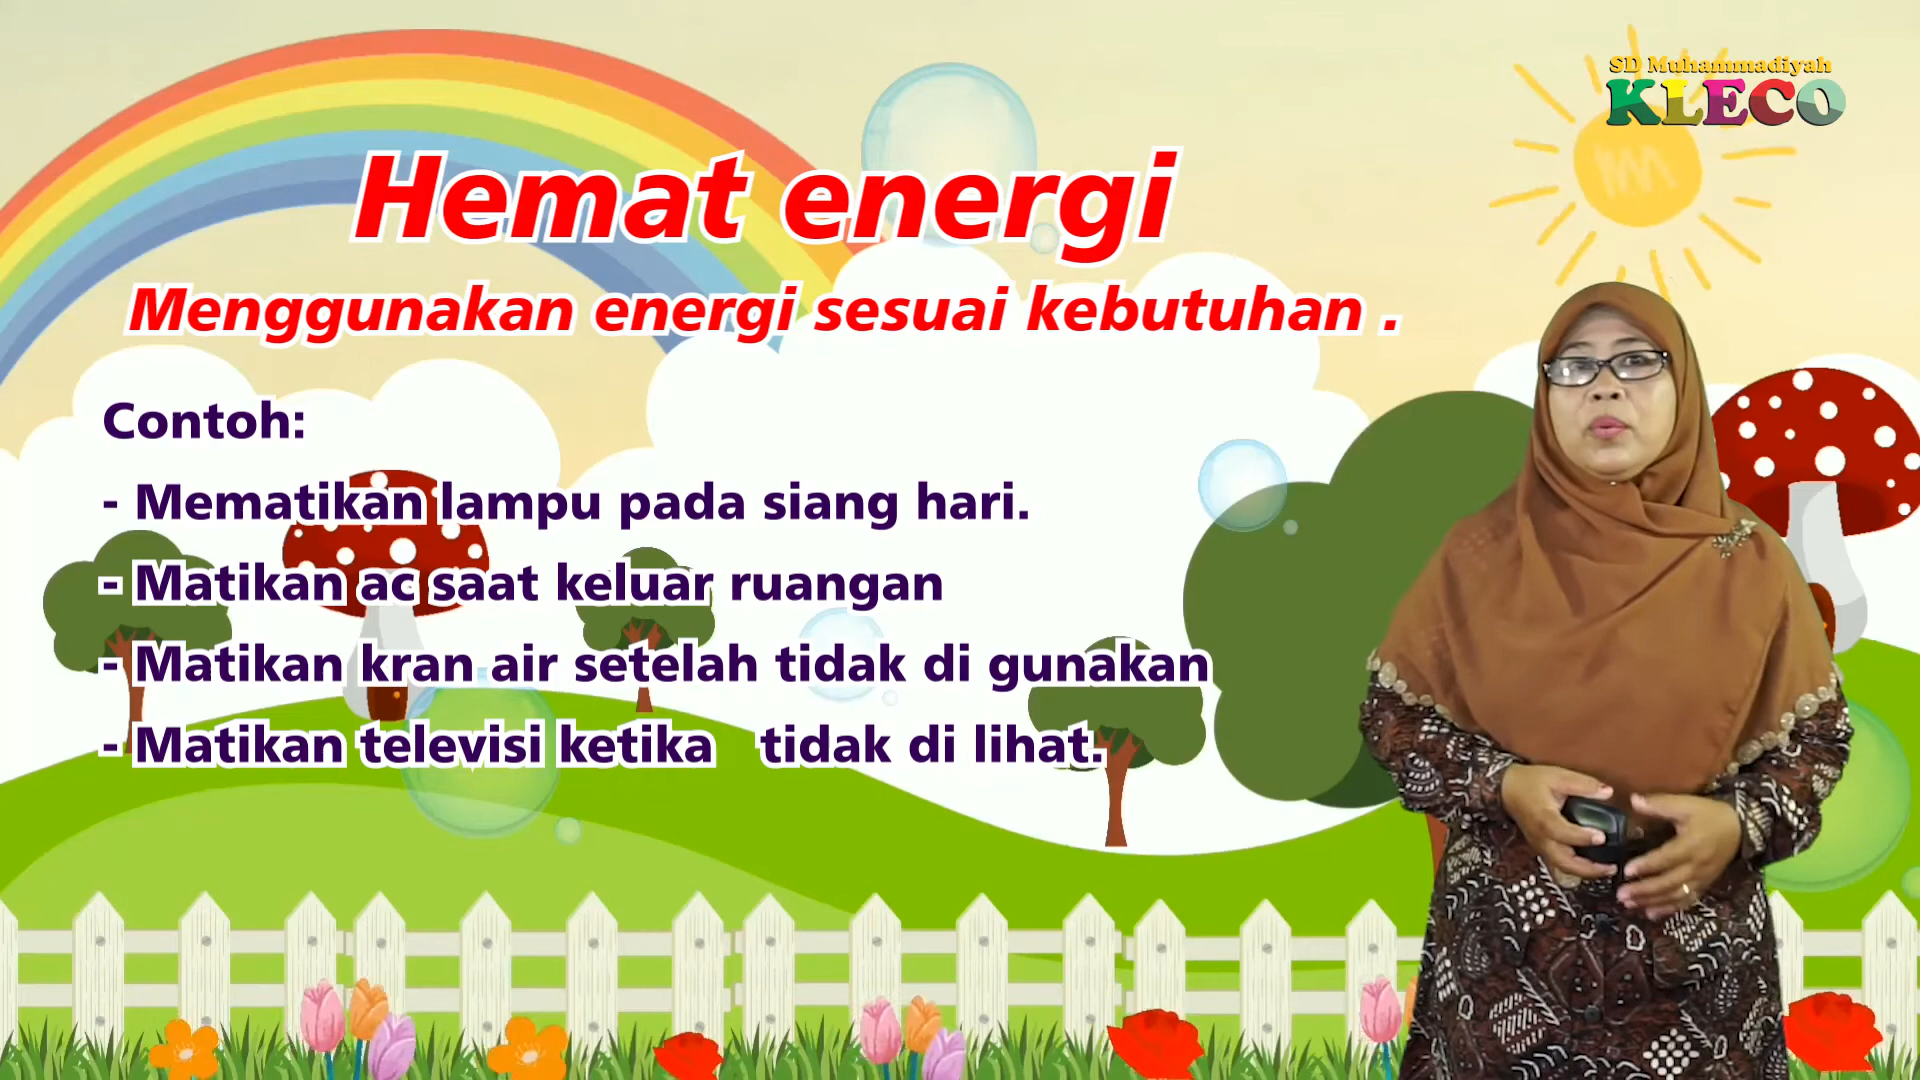 SD Muhammadiyah
KLECO
Hemat energi
Menggunakan energi sesuai kebutuhan .
Contoh:
- Mematikan lampu pada siang hari.
- Matikan ac saat keluar ruangan
- Matikan kran air setelah tidak di gunakan
- Matikan televisi ketika tidak di lihat.